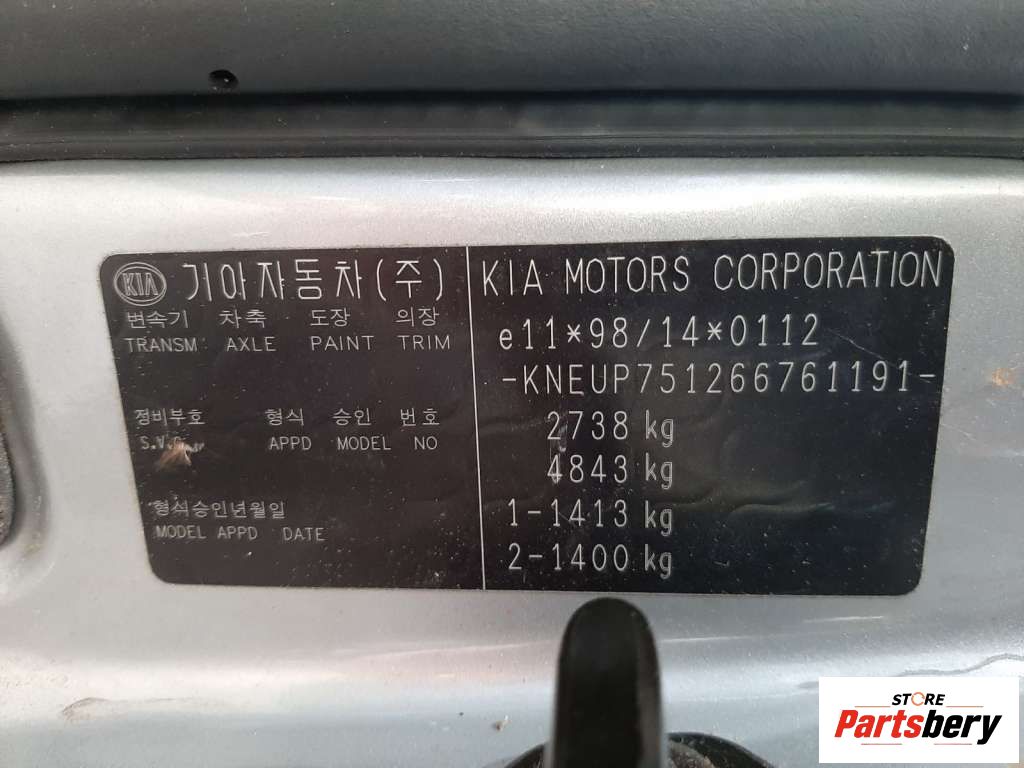 KIA 기아자동차(주)
변속기 차축 도장 의장
TRANSM AXLE PAINT TRIM
정비부호 형식 승인 번호
S.V.C APPD MODEL NO
형식승인년월일
MODEL APPD DATE
KIA MOTORS CORPORATION
e11*98/14*0112
-KNEUP751266761191-
2738 kg
4843 kg
1-1413 kg
2-1400 kg
STORE
Partsbery